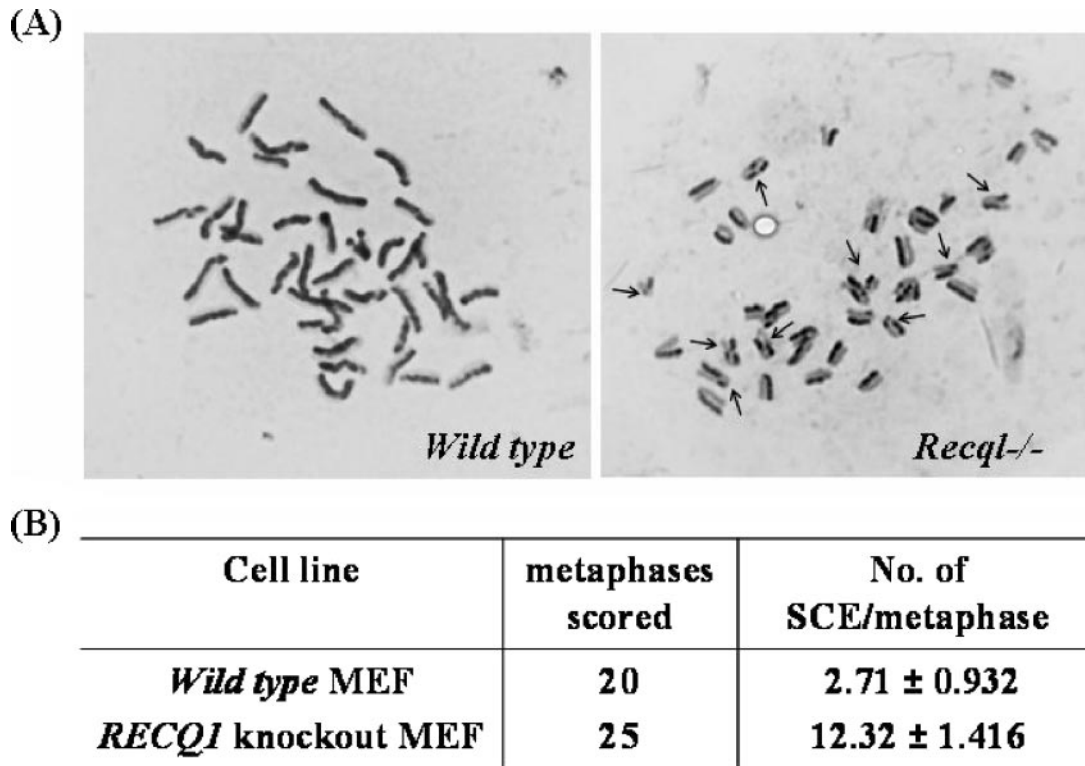 (A)
Wild type
Recql-/-
(B)
Cell line metaphases scored No. of SCE/metaphase
Wild type MEF 20 2.71 ± 0.932
RECQ1 knockout MEF 25 12.32 ± 1.416